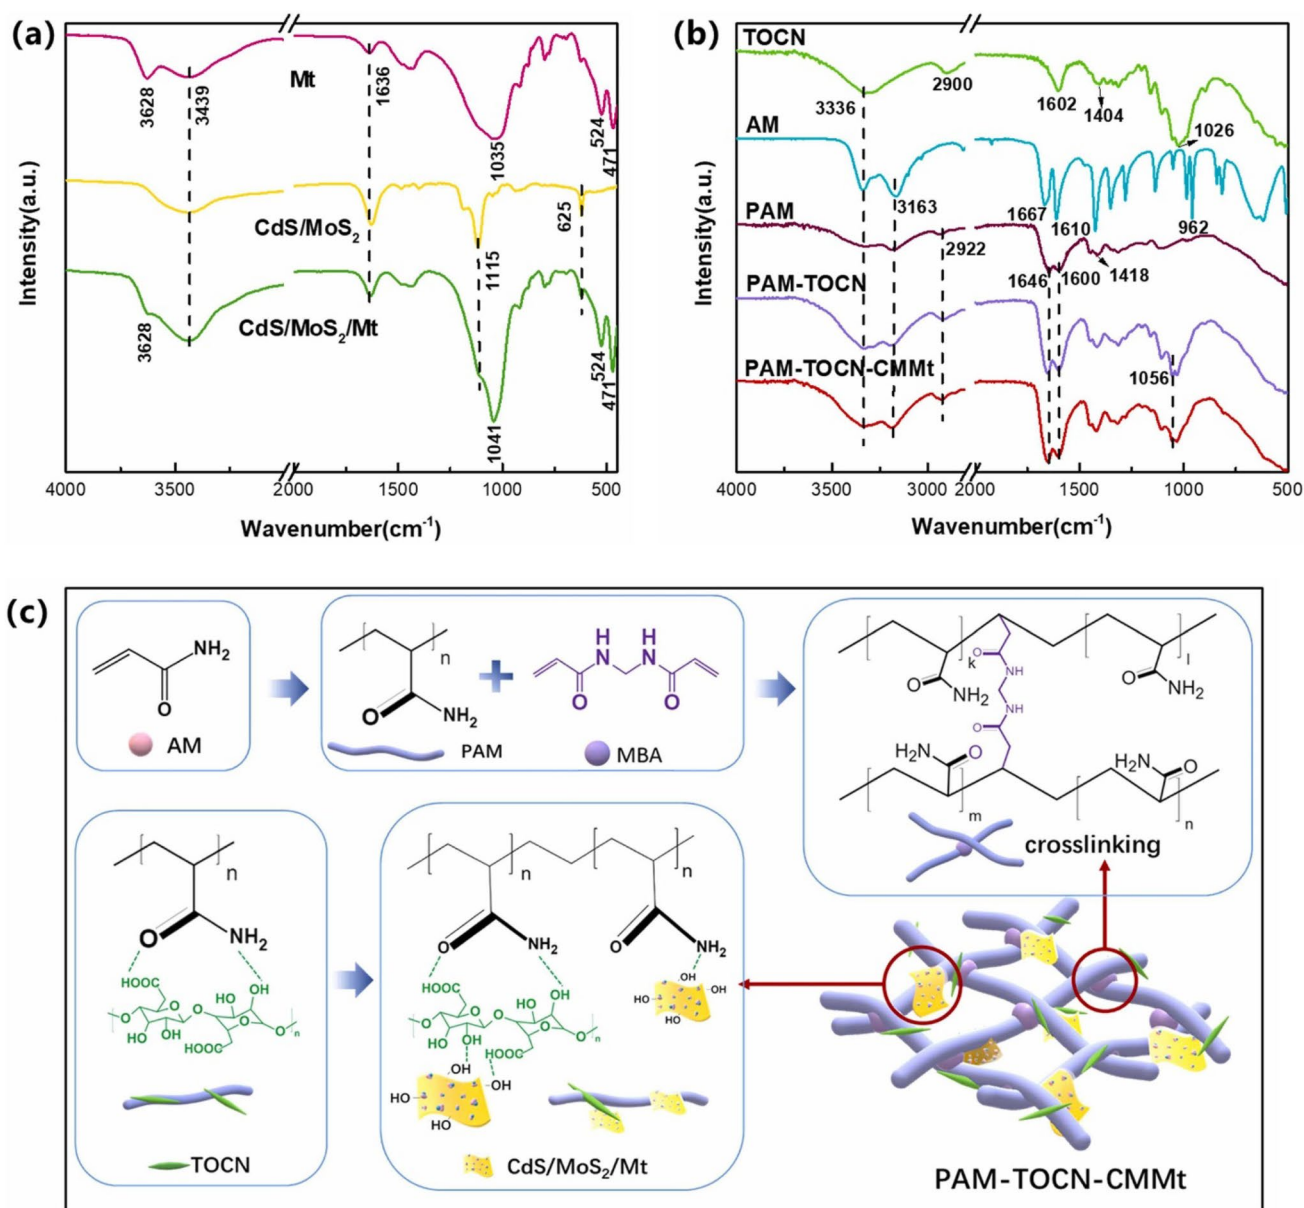 (a)
Mt
3628
3439
1636
1035
524
471
CdS/MoS2
1115
625
CdS/MoS2/Mt
3628
1041
524
471
Intensity(a.u.)
4000 3500 2000 1500 1000 500
Wavenumber(cm-1)
(b)
TOCN
3336
2900
1602
1404
1026
AM
3163
1667
1610
962
PAM
2922
1646
1600
1418
PAM-TOCN
1056
PAM-TOCN-CMMt
Intensity(a.u.)
4000 3500 3000 2000 1500 1000 500
Wavenumber(cm-1)
(c)
NH2
O
AM
n
O
NH2
PAM
H
N
H
N
O
O
MBA
k
l
O
NH2
O
NH2
O
NH
NH
O
H2N
O
H2N
O
m
n
crosslinking
n
O
NH2
HOOC
HO
OH
O
O
O
O
HO
OH
HOOC
n
TOCN
n
n
O
NH2
O
NH2
HOOC
HO
OH
O
O
O
O
HO
OH
HOOC
n
OH
OH
HO
HO
OH
OH
HO
HO
CdS/MoS2/Mt
PAM-TOCN-CMMt